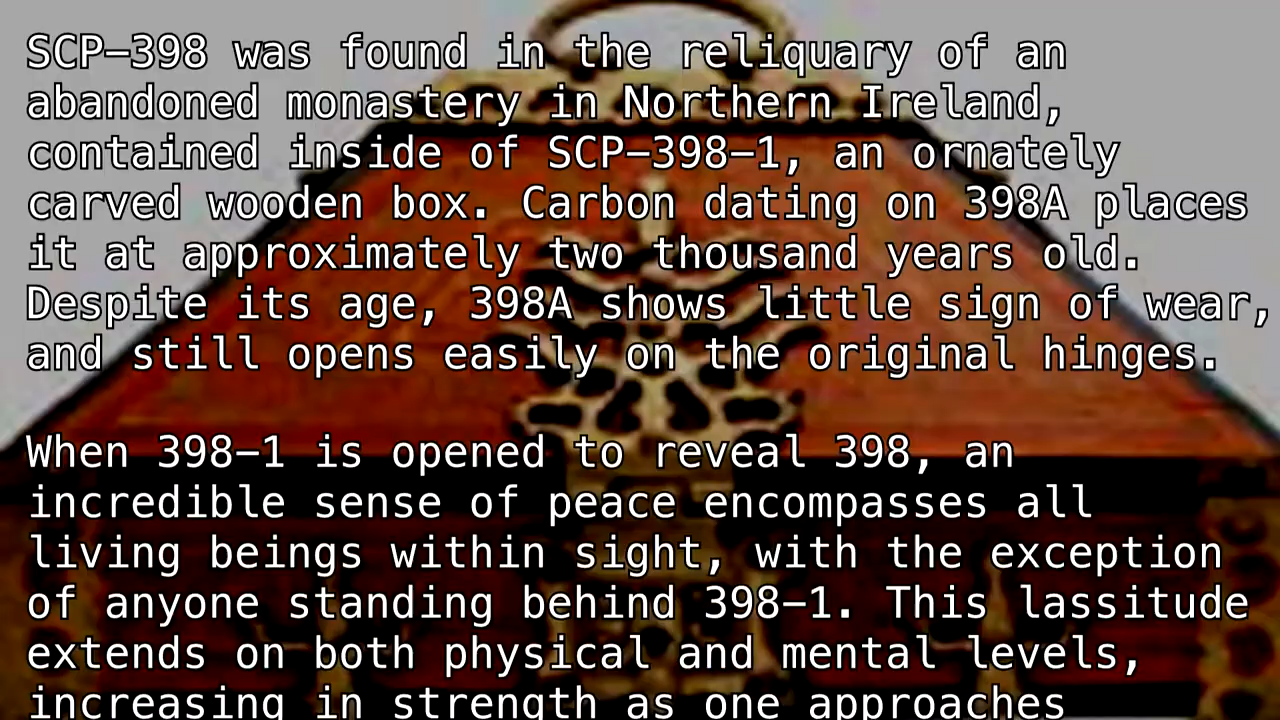 SCP-398 was found in the reliquary of an
abandoned monastery in Northern Ireland,
contained inside of SCP-398-1, an ornately
carved wooden box. Carbon dating on 398A places
it at approximately two thousand years old.
Despite its age, 398A shows little sign of wear,
and still opens easily on the original hinges.
When 398-1 is opened to reveal 398, an
incredible sense of peace encompasses all
living beings within sight, with the exception
of anyone standing behind 398-1. This lassitude
extends on both physical and mental levels,
increasing in strength as one approaches